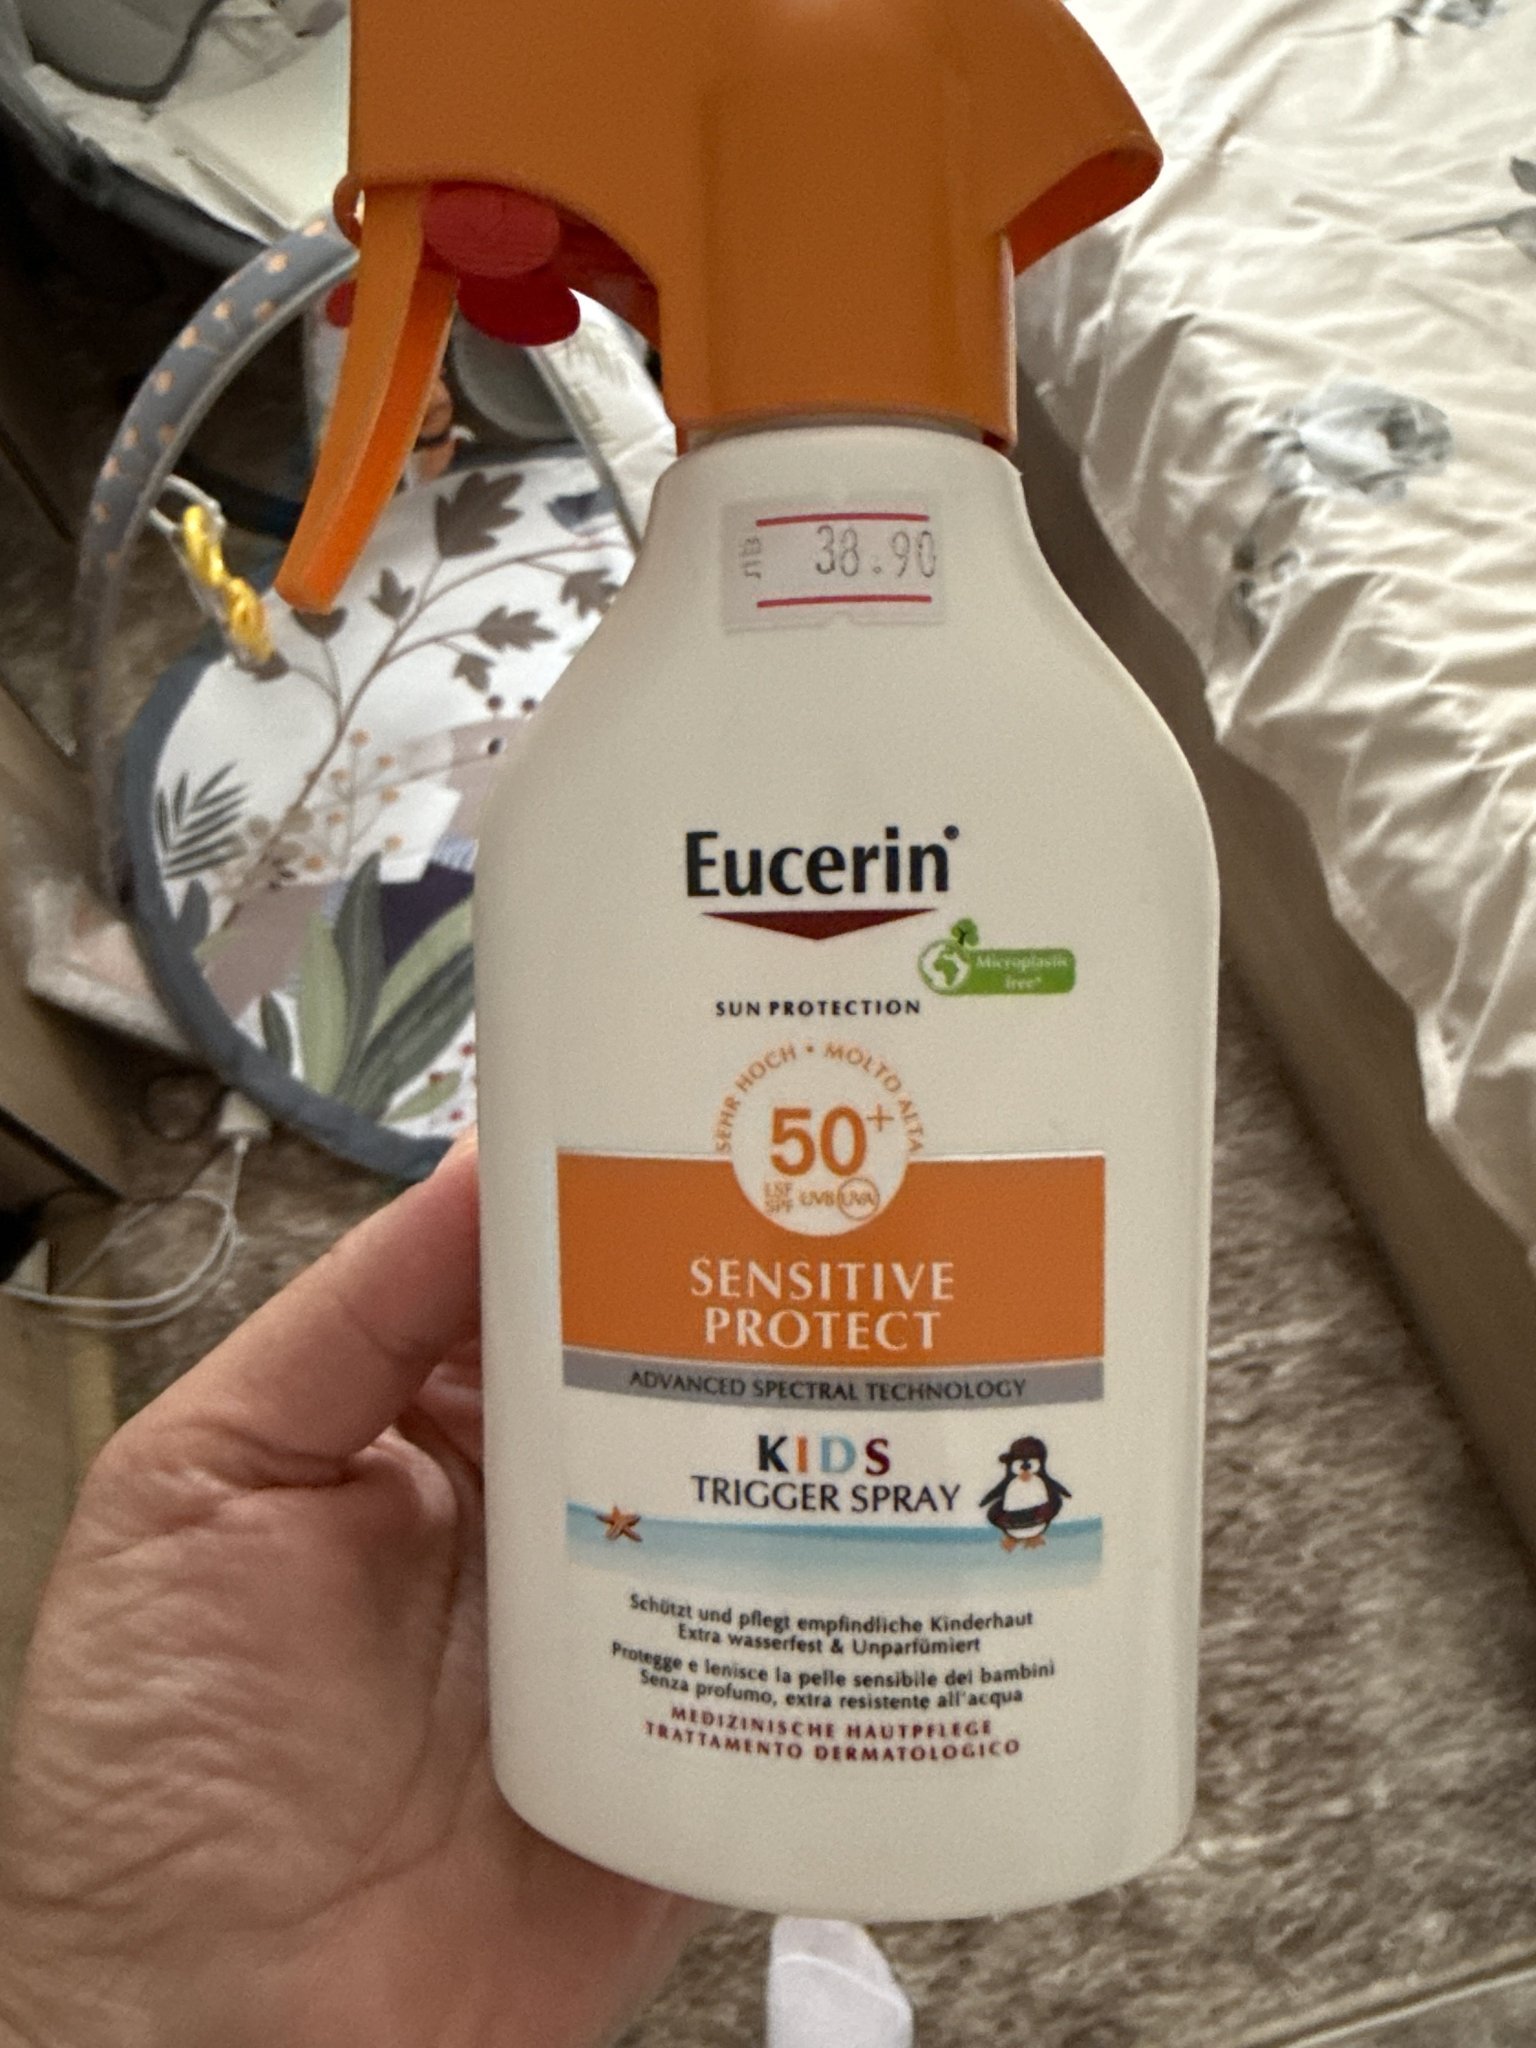 лв 38.90
Eucerin
Microplastic
free*
SUN PROTECTION
SEHR HOCH • MOLTO ALTA
50+
LSF
SPF
UVB UVA
SENSITIVE
PROTECT
ADVANCED SPECTRAL TECHNOLOGY
KIDS
TRIGGER SPRAY
Schützt und pflegt empfindliche Kinderhaut
Extra wasserfest & Unparfümiert
Protegge e lenisce la pelle sensibile dei bambini
Senza profumo, extra resistente all'acqua
MEDIZINISCHE HAUTPFLEGE
TRATTAMENTO DERMATOLOGICO